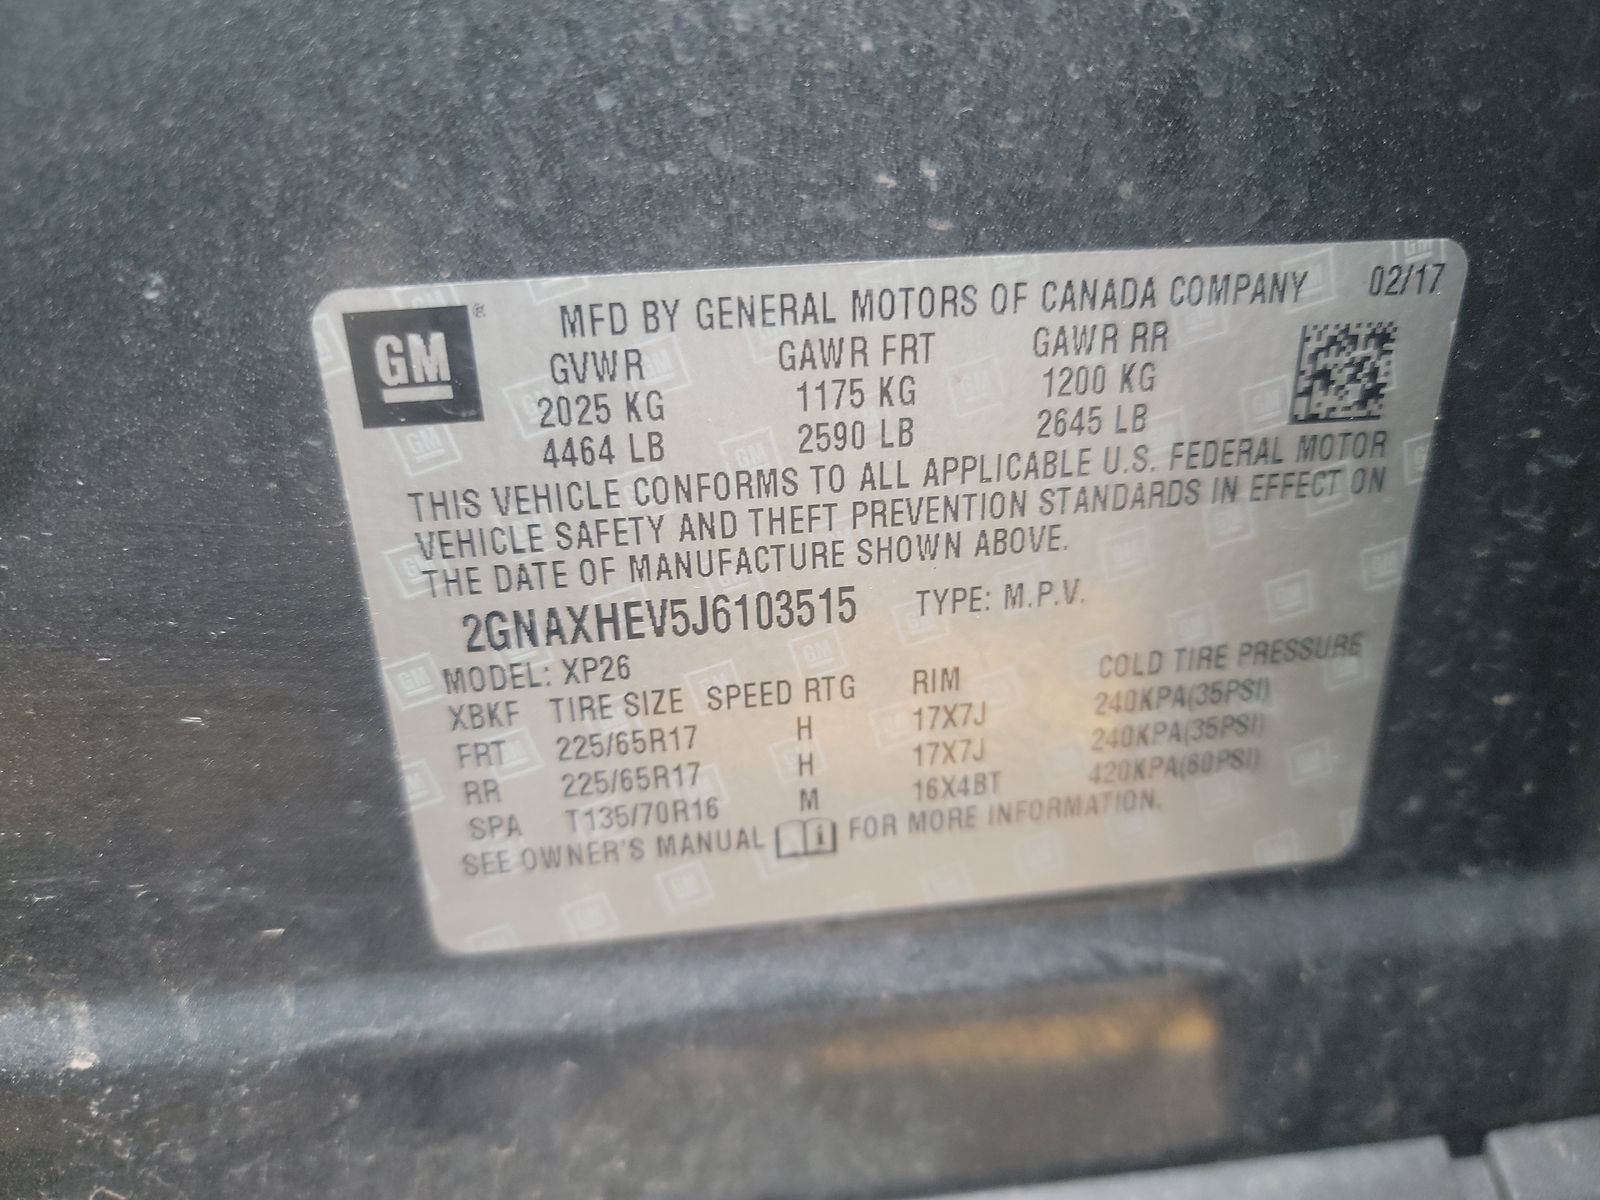 GM ®
MFD BY GENERAL MOTORS OF CANADA COMPANY 02/17
GVWR GAWR FRT GAWR RR
2025 KG 1175 KG 1200 KG
4464 LB 2590 LB 2645 LB
THIS VEHICLE CONFORMS TO ALL APPLICABLE U.S. FEDERAL MOTOR
VEHICLE SAFETY AND THEFT PREVENTION STANDARDS IN EFFECT ON
THE DATE OF MANUFACTURE SHOWN ABOVE.
2GNAXHEV5J6103515 TYPE: M.P.V.
MODEL: XP26
XBKF TIRE SIZE SPEED RTG RIM COLD TIRE PRESSURE
FRT 225/65R17 H 17X7J 240KPA(35PSI)
RR 225/65R17 H 17X7J 240KPA(35PSI)
SPA T135/70R16 M 16X4BT 420KPA(60PSI)
SEE OWNER'S MANUAL i FOR MORE INFORMATION.